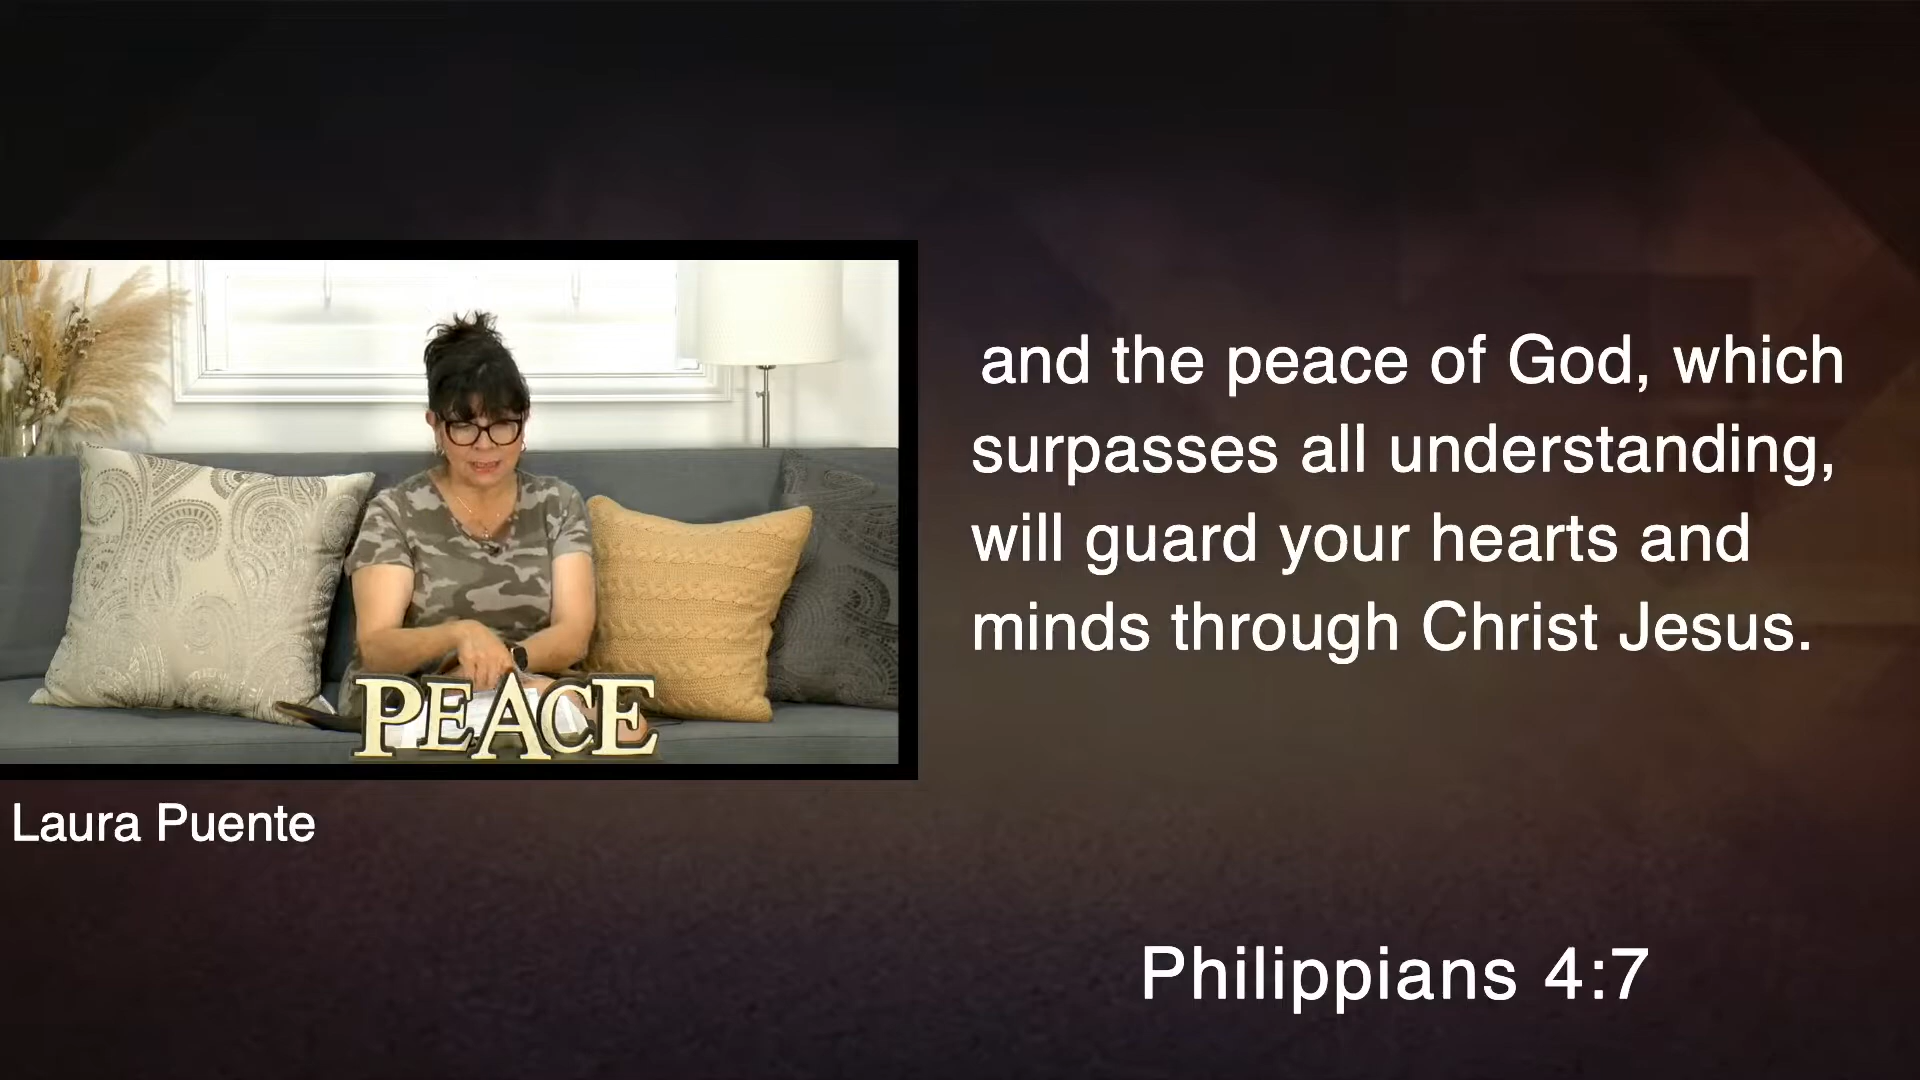 and the peace of God, which
surpasses all understanding,
will guard your hearts and
minds through Christ Jesus.
PEACE
Laura Puente
Philippians 4:7